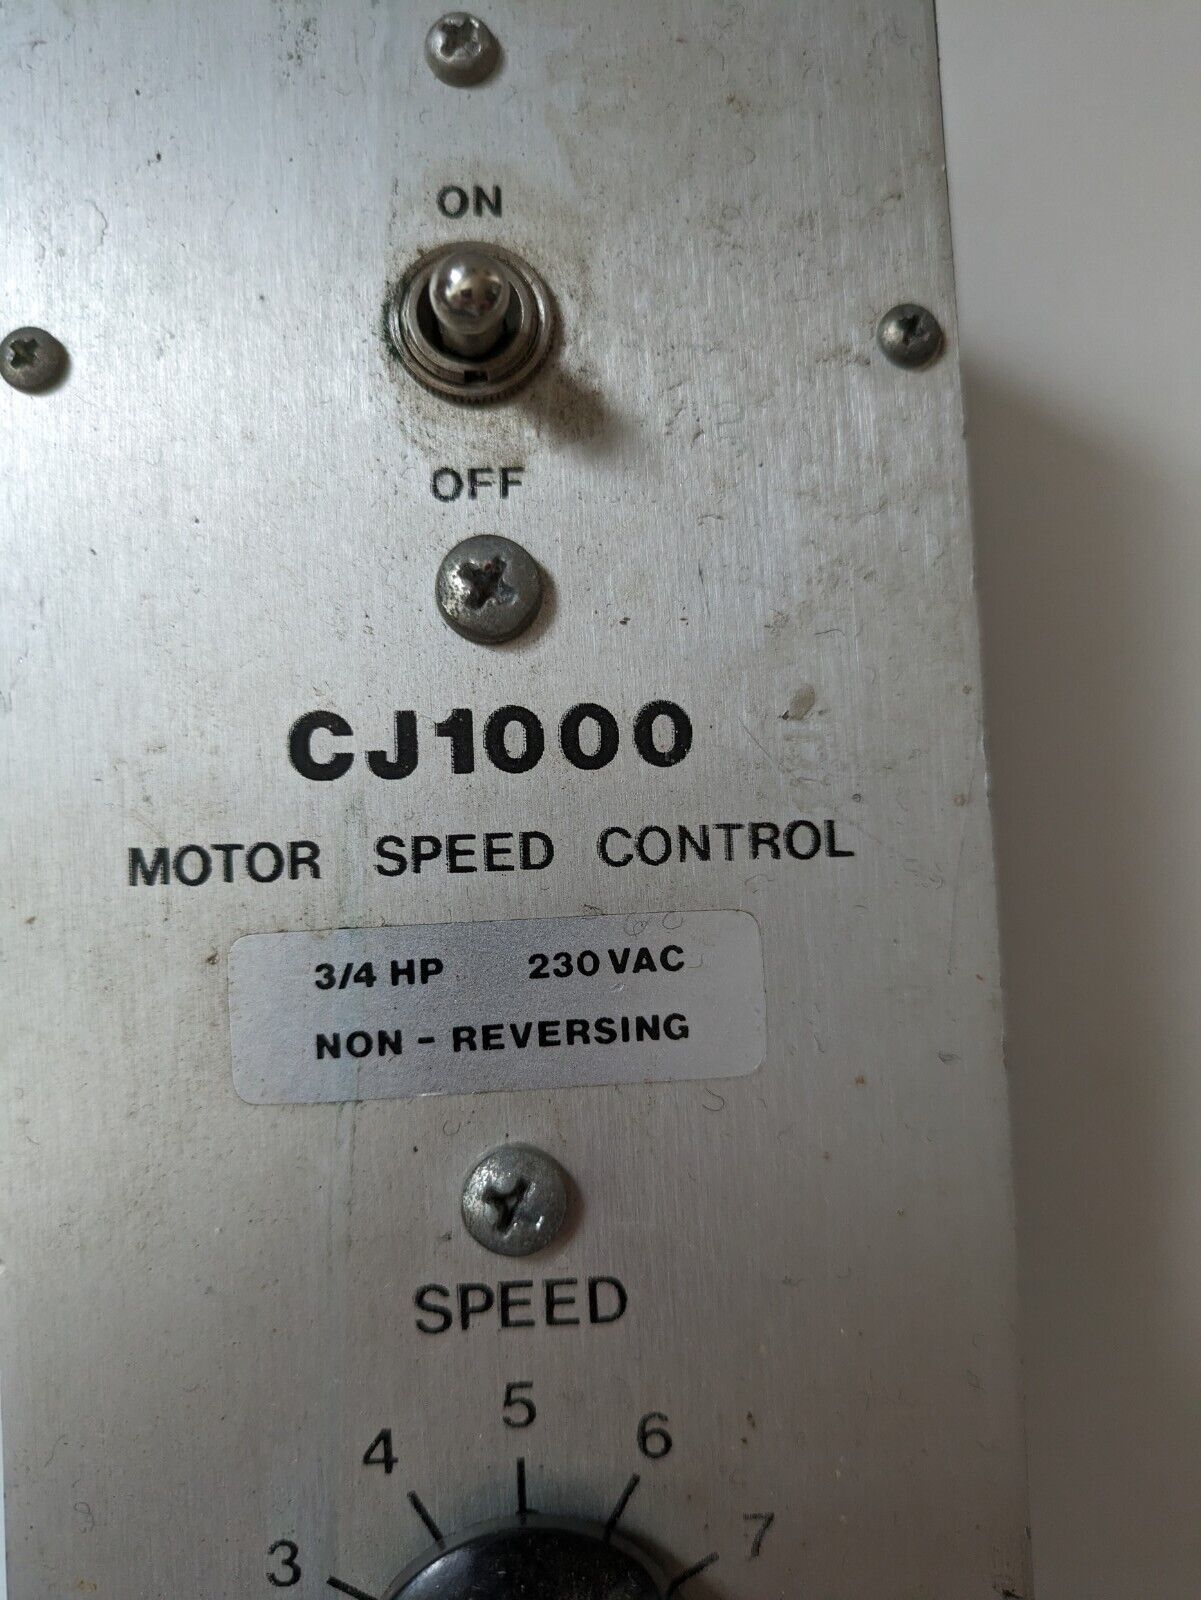 ON
OFF
CJ1000
MOTOR SPEED CONTROL
3/4 HP 230 VAC
NON - REVERSING
SPEED
3 4 5 6 7